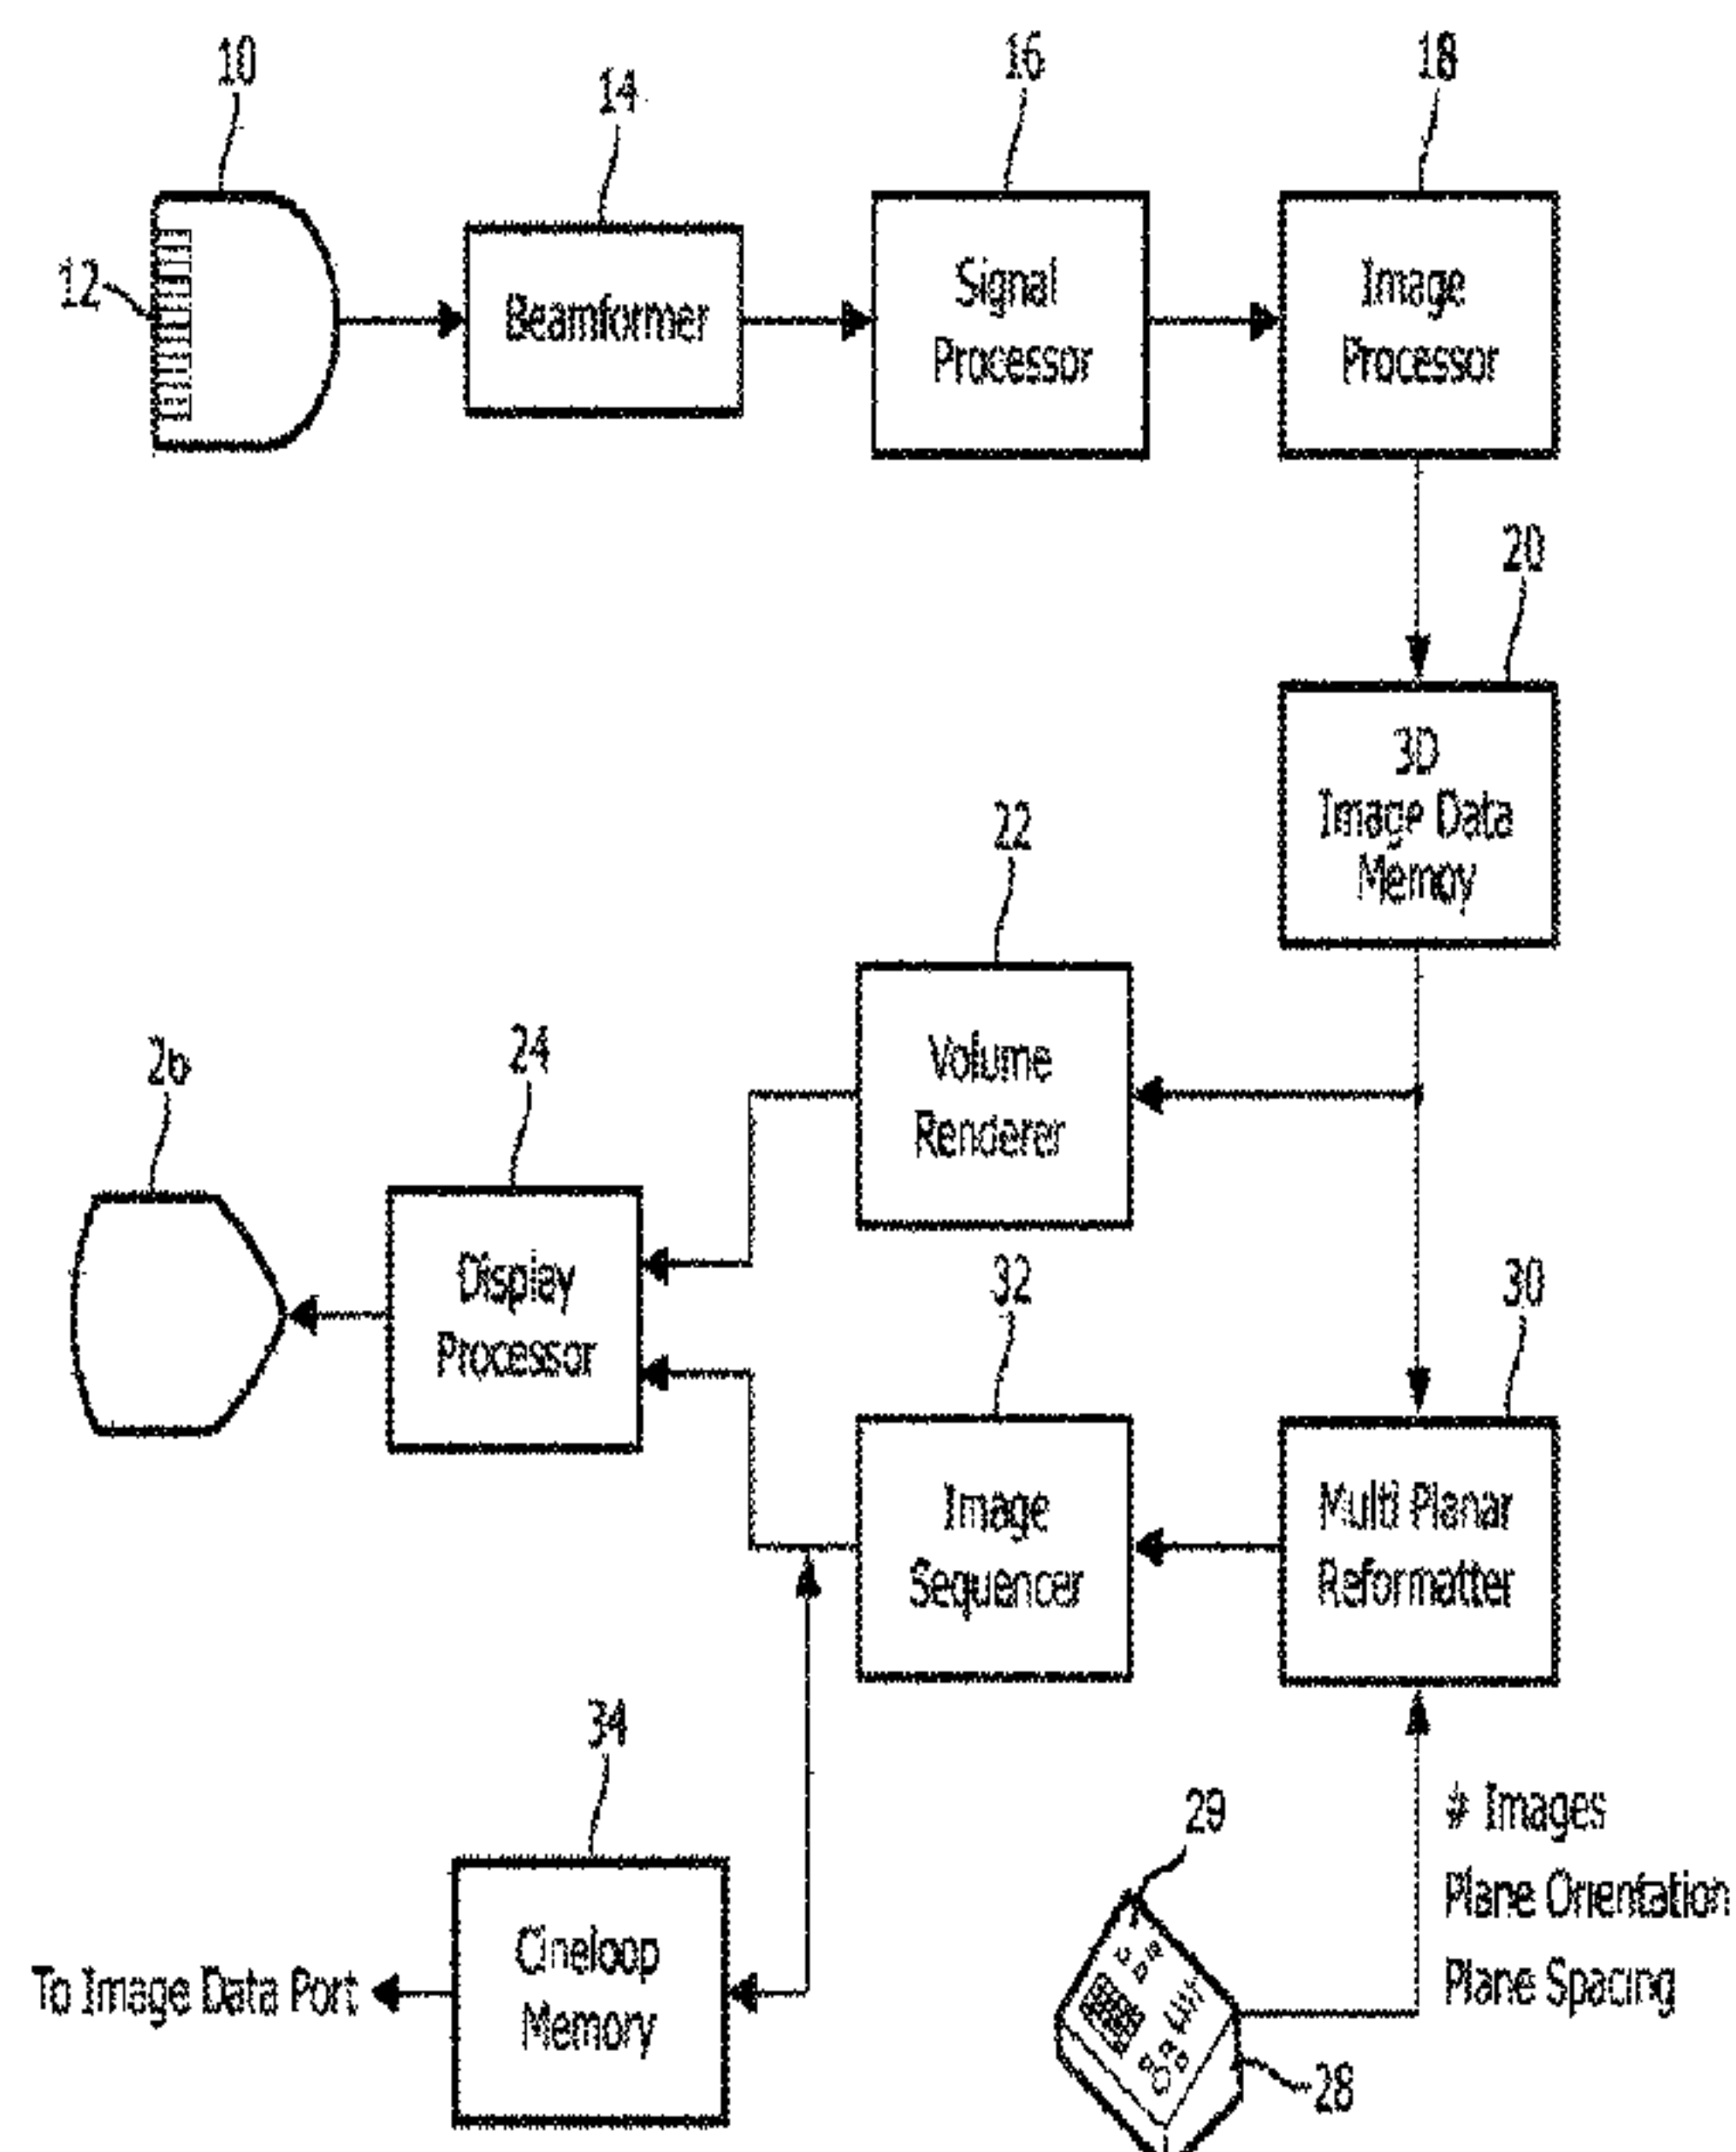 10
14
16
18
12
Beamformer
Signal
Processor
Image
Processor
20
3D
Image Data
Memoy
22
Volume
Renderer
24
26
Display
Processor
32
30
Image
Sequencer
Multi Planar
Reformatter
34
Cineloop
Memory
To Image Data Port
29
# Images
Plane Orientation
Plane Spacing
28